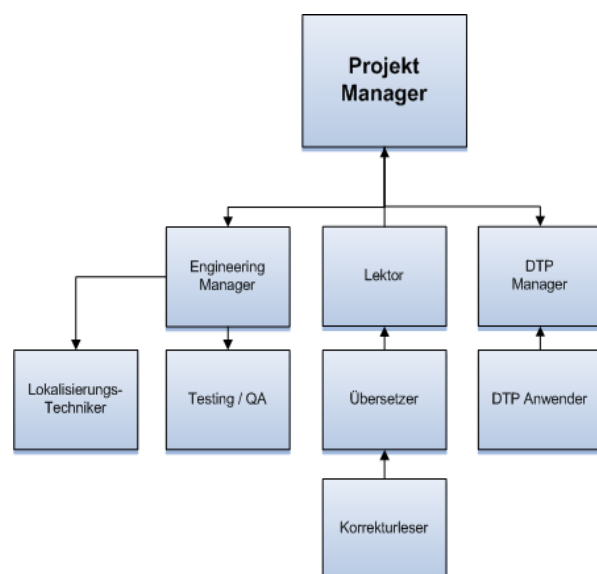 Projekt
Manager
Engineering
Manager
Lektor
DTP
Manager
Lokalisierungs-
Techniker
Testing / QA
Übersetzer
DTP Anwender
Korrekturleser